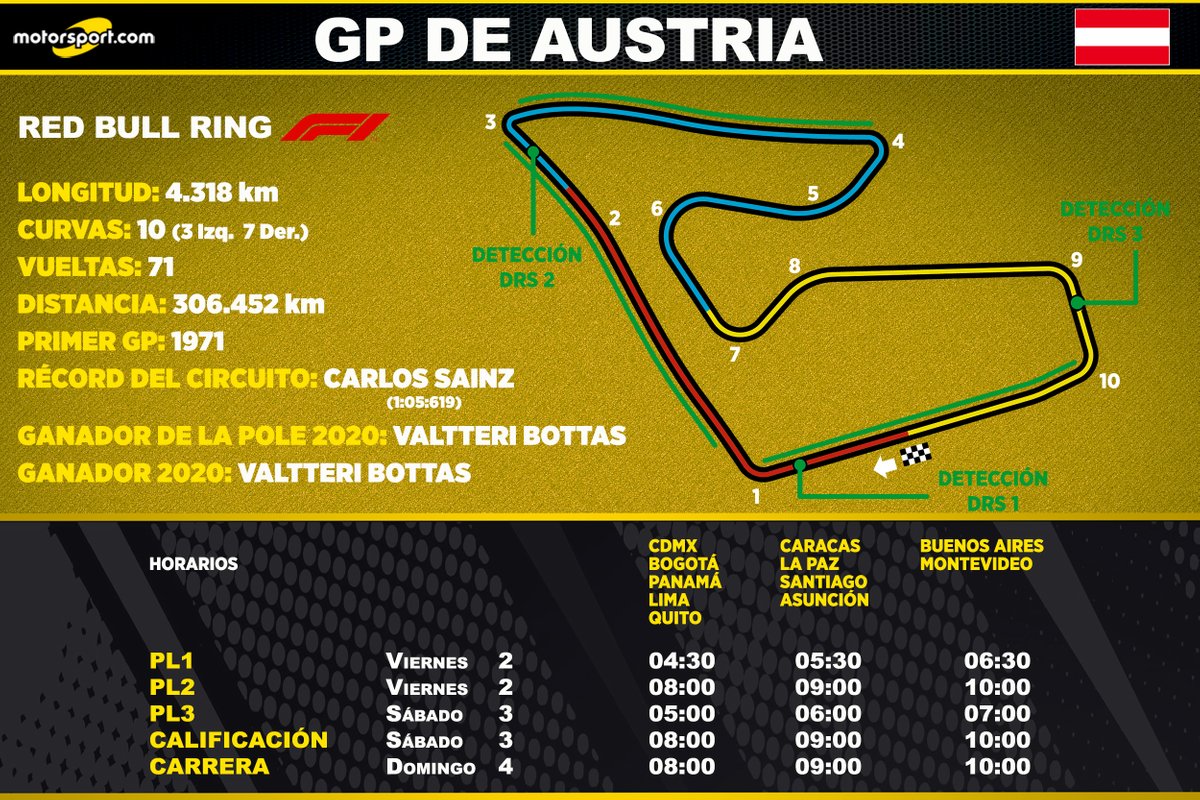 motorsport.com
GP DE AUSTRIA
RED BULL RING F1
LONGITUD: 4.318 km
CURVAS: 10 (3 Izq. 7 Der.)
VUELTAS: 71
DISTANCIA: 306.452 km
PRIMER GP: 1971
RÉCORD DEL CIRCUITO: CARLOS SAINZ
(1:05:619)
GANADOR DE LA POLE 2020: VALTTERI BOTTAS
GANADOR 2020: VALTTERI BOTTAS
3
4
5
6
2
DETECCIÓN
DRS 2
DETECCIÓN
DRS 3
8
9
7
10
1
DETECCIÓN
DRS 1
HORARIOS
CDMX
BOGOTÁ
PANAMÁ
LIMA
QUITO
CARACAS
LA PAZ
SANTIAGO
ASUNCIÓN
BUENOS AIRES
MONTEVIDEO
PL1 VIERNES 2 04:30 05:30 06:30
PL2 VIERNES 2 08:00 09:00 10:00
PL3 SÁBADO 3 05:00 06:00 07:00
CALIFICACIÓN SÁBADO 3 08:00 09:00 10:00
CARRERA DOMINGO 4 08:00 09:00 10:00